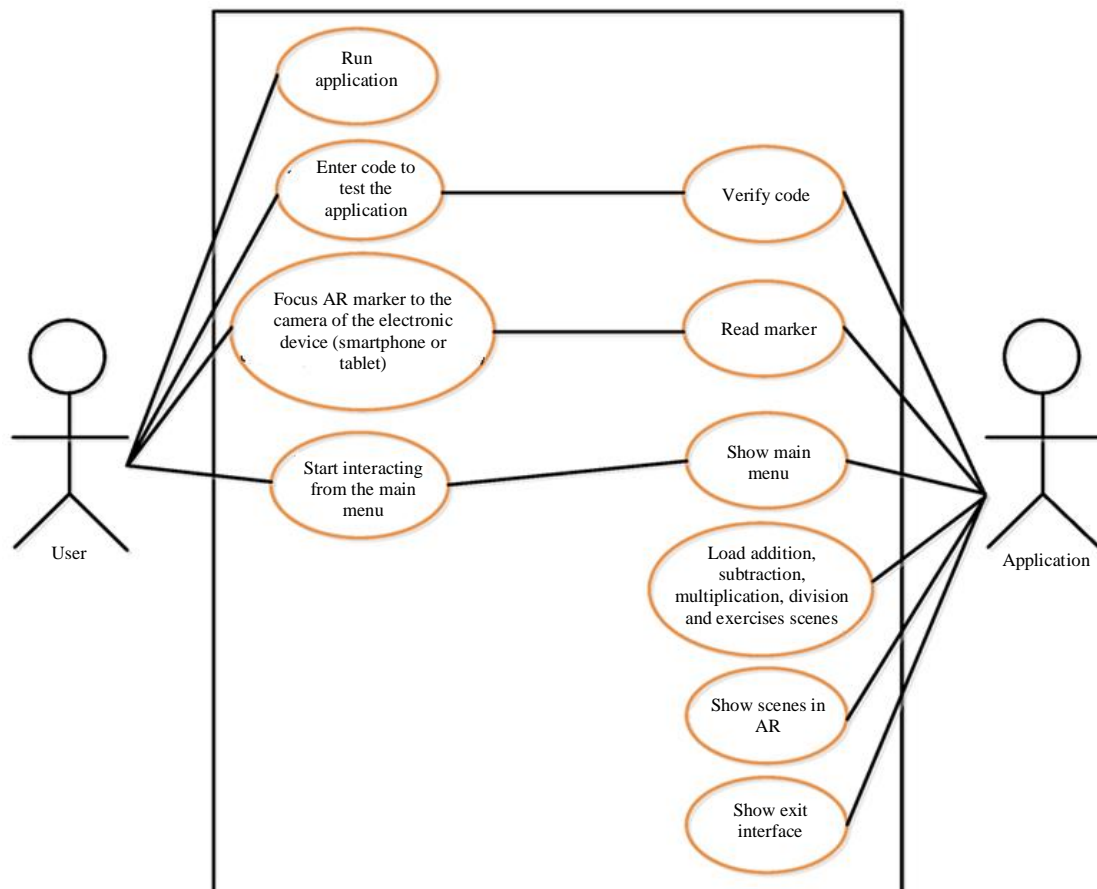 Run
application
Enter code to
test the
application
Verify code
Focus AR marker to the
camera of the electronic
device (smartphone or
tablet)
Read marker
Start interacting
from the main
menu
Show main
menu
User
Application
Load addition,
subtraction,
multiplication, division
and exercises scenes
Show scenes in
AR
Show exit
interface